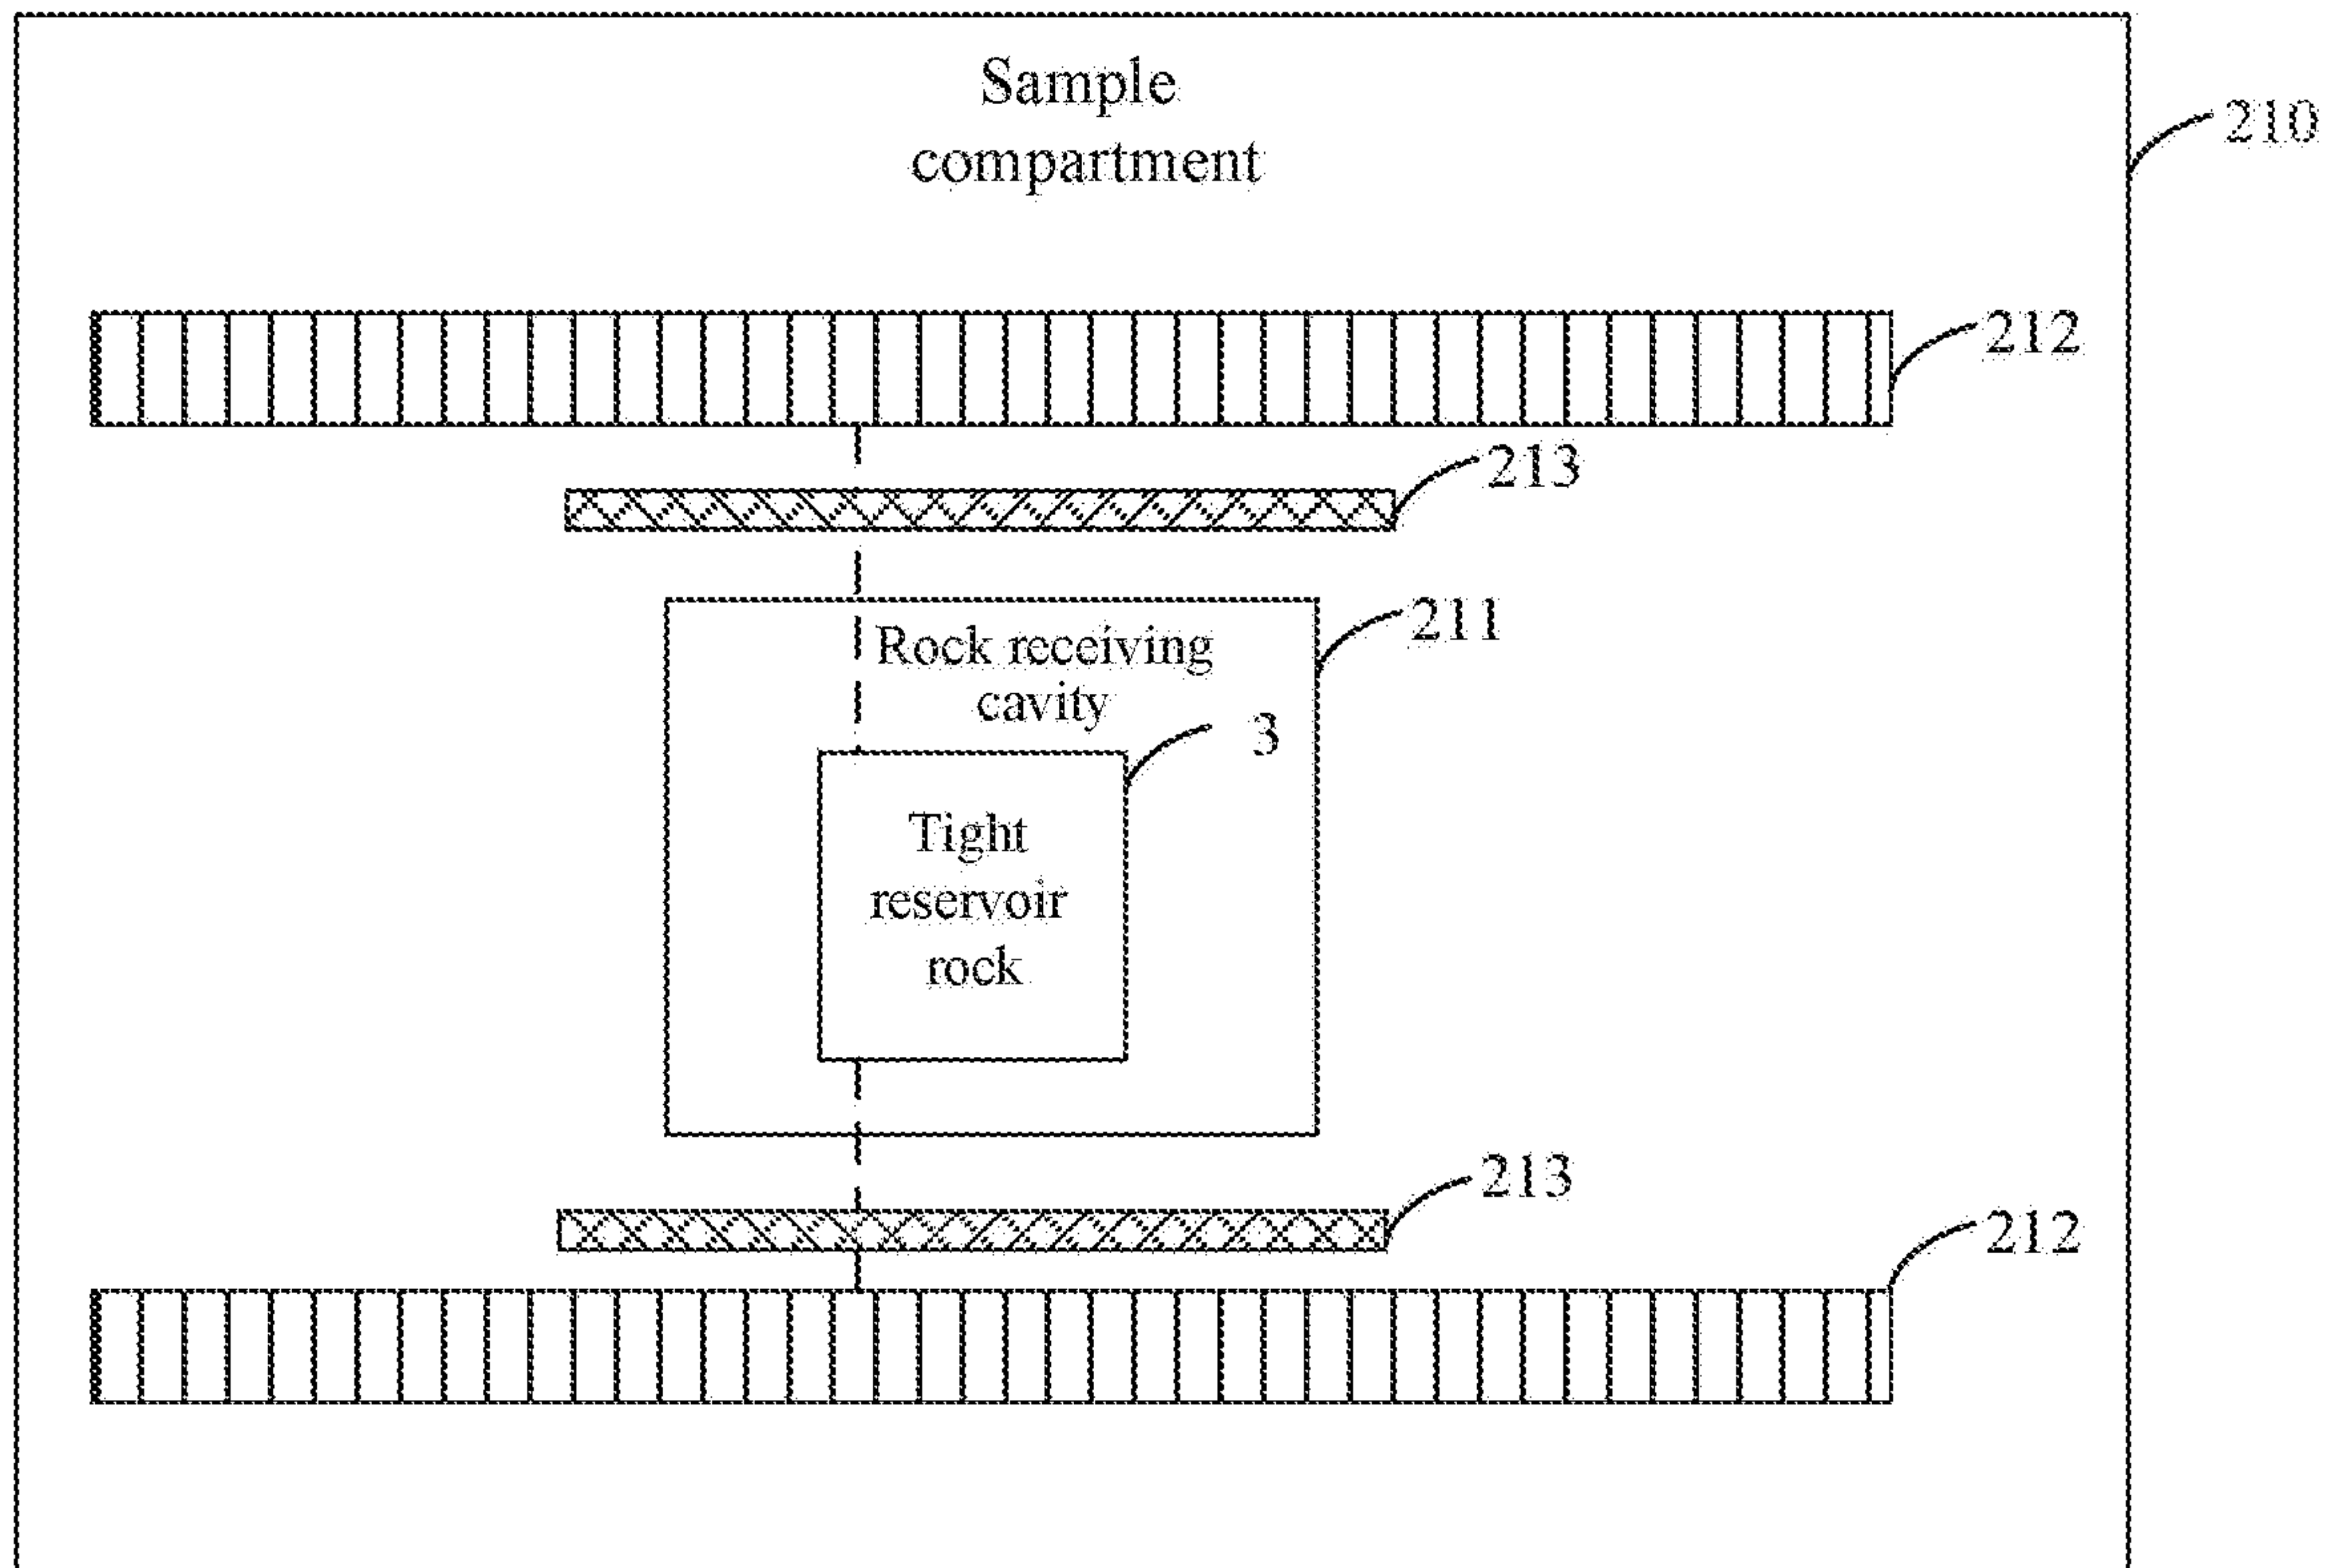 Sample
compartment
210
212
213
211
Rock receiving
cavity
3
Tight
reservoir
rock
213
212